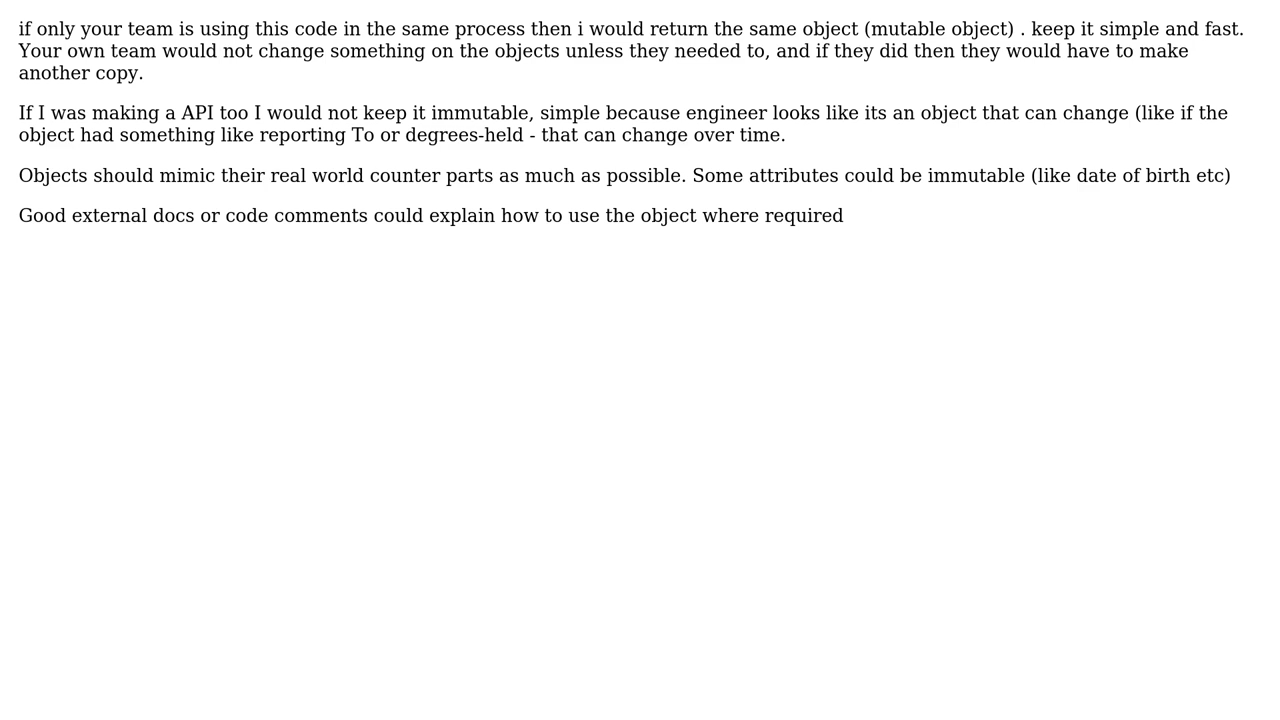 if only your team is using this code in the same process then i would return the same object (mutable object) . keep it simple and fast.
Your own team would not change something on the objects unless they needed to, and if they did then they would have to make
another copy.
If I was making a API too I would not keep it immutable, simple because engineer looks like its an object that can change (like if the
object had something like reporting To or degrees-held - that can change over time.
Objects should mimic their real world counter parts as much as possible. Some attributes could be immutable (like date of birth etc)
Good external docs or code comments could explain how to use the object where required